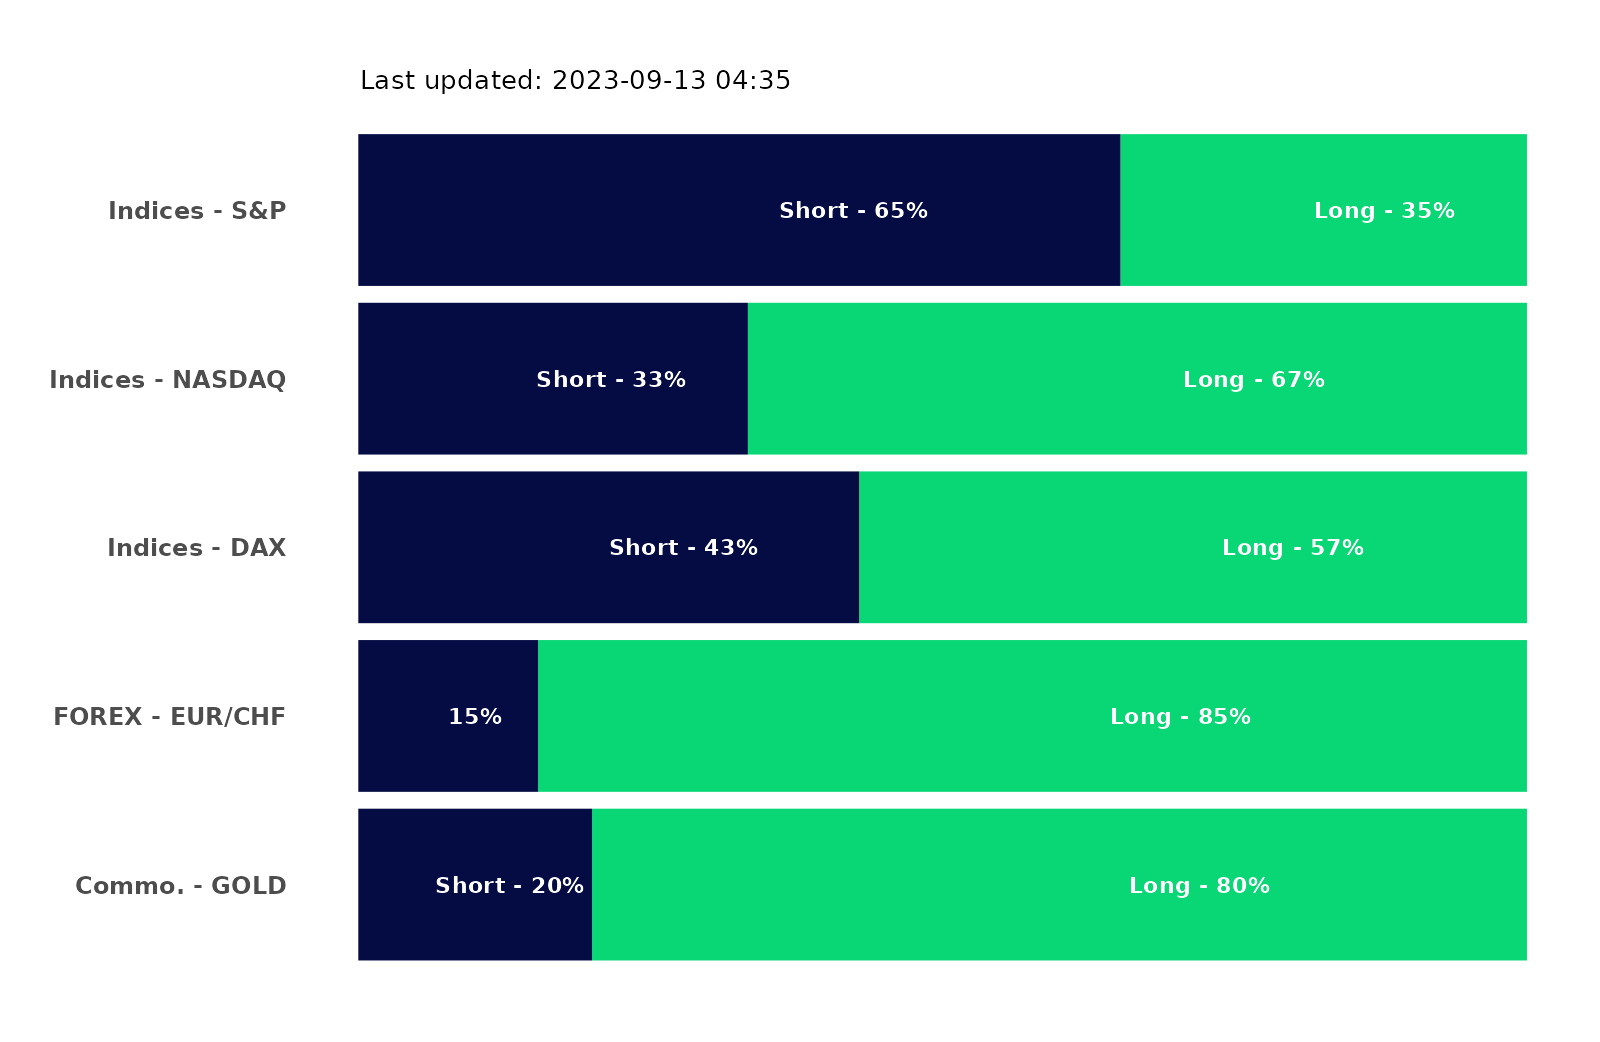 Last updated: 2023-09-13 04:35
Indices - S&P Short - 65% Long - 35%
Indices - NASDAQ Short - 33% Long - 67%
Indices - DAX Short - 43% Long - 57%
FOREX - EUR/CHF 15% Long - 85%
Commo. - GOLD Short - 20% Long - 80%